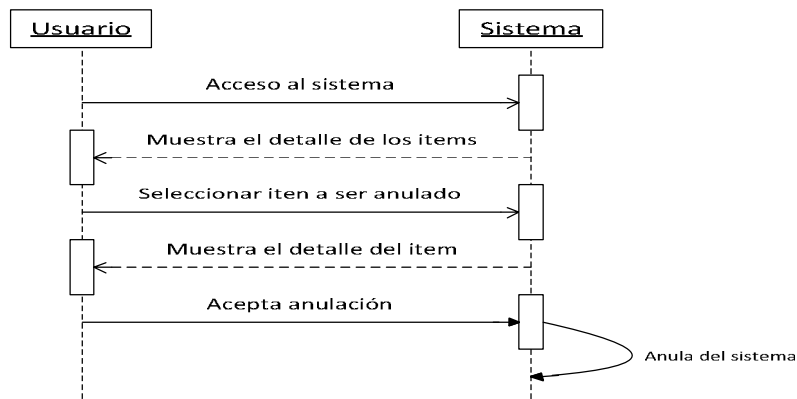 Usuario
Sistema
Acceso al sistema
Muestra el detalle de los items
Seleccionar iten a ser anulado
Muestra el detalle del item
Acepta anulación
Anula del sistema